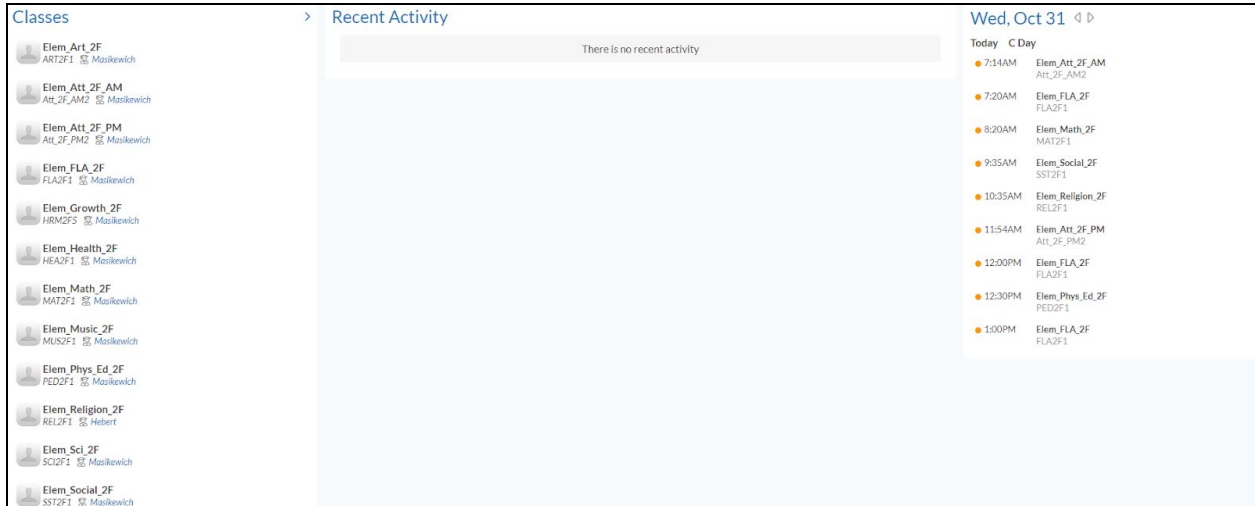 Classes
Elem_Art_2F
ART2F1 Masikewich
Elem_Att_2F_AM
Att_2F_AM2 Masikewich
Elem_Att_2F_PM
Att_2F_PM2 Masikewich
Elem_FLA_2F
FLA2F1 Masikewich
Elem_Growth_2F
HRM2F5 Masikewich
Elem_Health_2F
HEA2F1 Masikewich
Elem_Math_2F
MAT2F1 Masikewich
Elem_Music_2F
MUS2F1 Masikewich
Elem_Phys_Ed_2F
PED2F1 Masikewich
Elem_Religion_2F
REL2F1 Hebert
Elem_Sci_2F
SCI2F1 Masikewich
Elem_Social_2F
SST2F1 Masikewich
Recent Activity
There is no recent activity
Wed, Oct 31
Today C Day
7:14AM Elem_Att_2F_AM
Att_2F_AM2
7:20AM Elem_FLA_2F
FLA2F1
8:20AM Elem_Math_2F
MAT2F1
9:35AM Elem_Social_2F
SST2F1
10:35AM Elem_Religion_2F
REL2F1
11:54AM Elem_Att_2F_PM
Att_2F_PM2
12:00PM Elem_FLA_2F
FLA2F1
12:30PM Elem_Phys_Ed_2F
PED2F1
1:00PM Elem_FLA_2F
FLA2F1